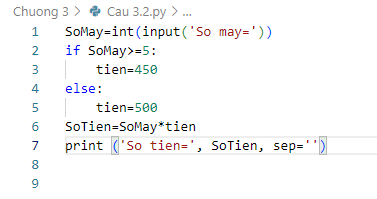 Chuong 3 > Cau 3.2.py > ...
1 SoMay=int(input('So may='))
2 if SoMay>=5:
3     tien=450
4 else:
5     tien=500
6 SoTien=SoMay*tien
7 print ('So tien=', SoTien, sep='')
8
9